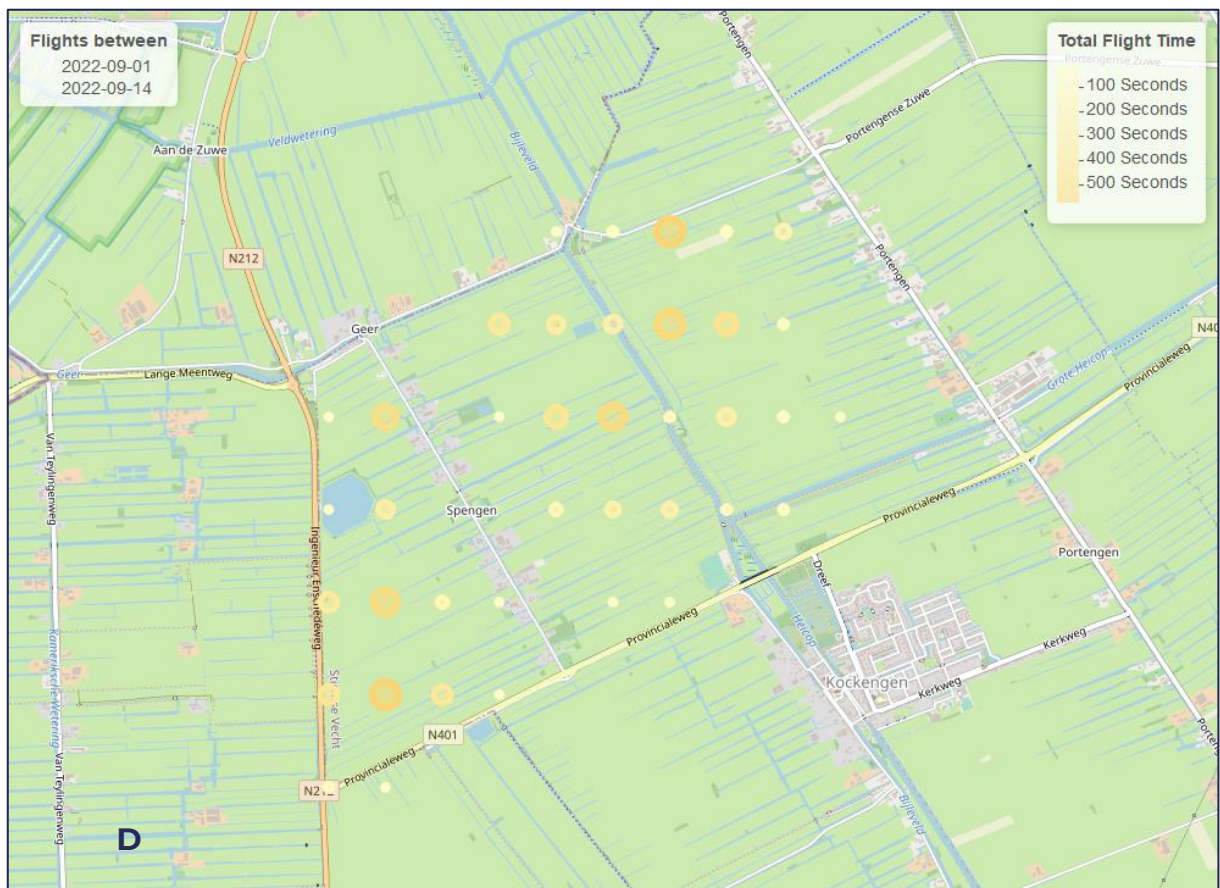 Flights between
2022-09-01
2022-09-14
Total Flight Time
Portengense Zuwe
100 Seconds
200 Seconds
300 Seconds
400 Seconds
500 Seconds
Portengen
Portengense Zuwe
Bijleveld
Veldwetering
Aan de Zuwe
N212
Portengen
Geer
Geer
Lange Meentweg
Grote Heicop
Provincialeweg
Van Teylingenweg
Spengen
Provincialeweg
Ingenieur Enschedeweg
Portengen
Dreef
Heicop
Provincialeweg
Kerkweg
Kamerikse Wetering
Kockengen
Kerkweg
N401
Provincialeweg
Van Teylingenweg
Bijleveld
D